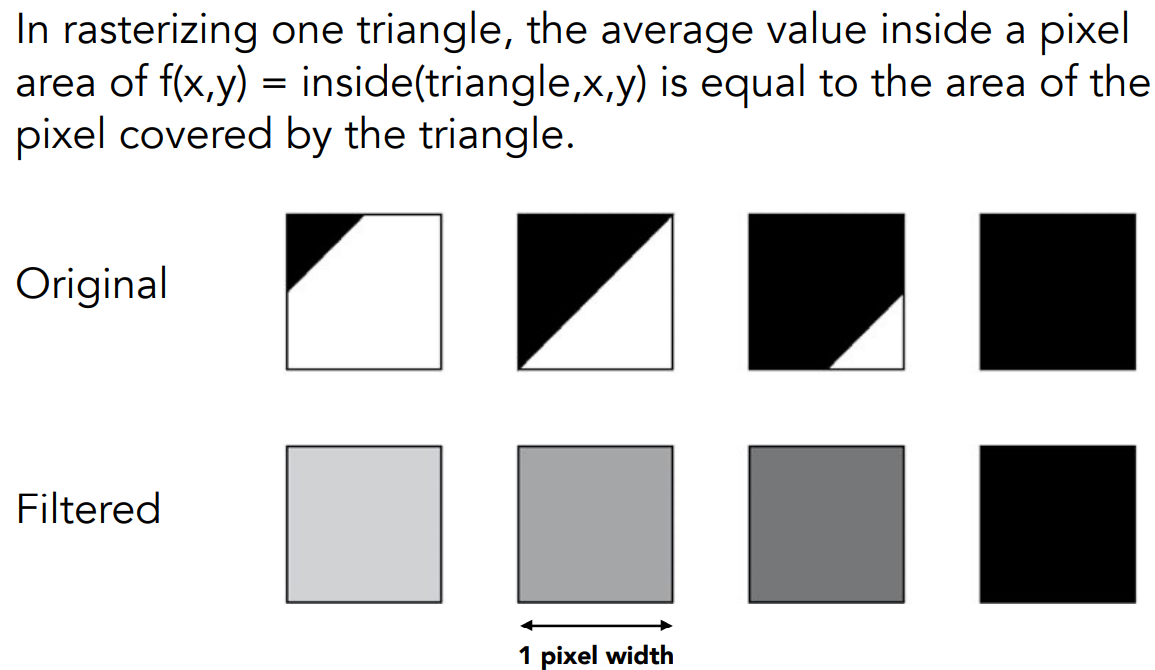 In rasterizing one triangle, the average value inside a pixel
area of f(x,y) = inside(triangle,x,y) is equal to the area of the
pixel covered by the triangle.
Original
Filtered
1 pixel width